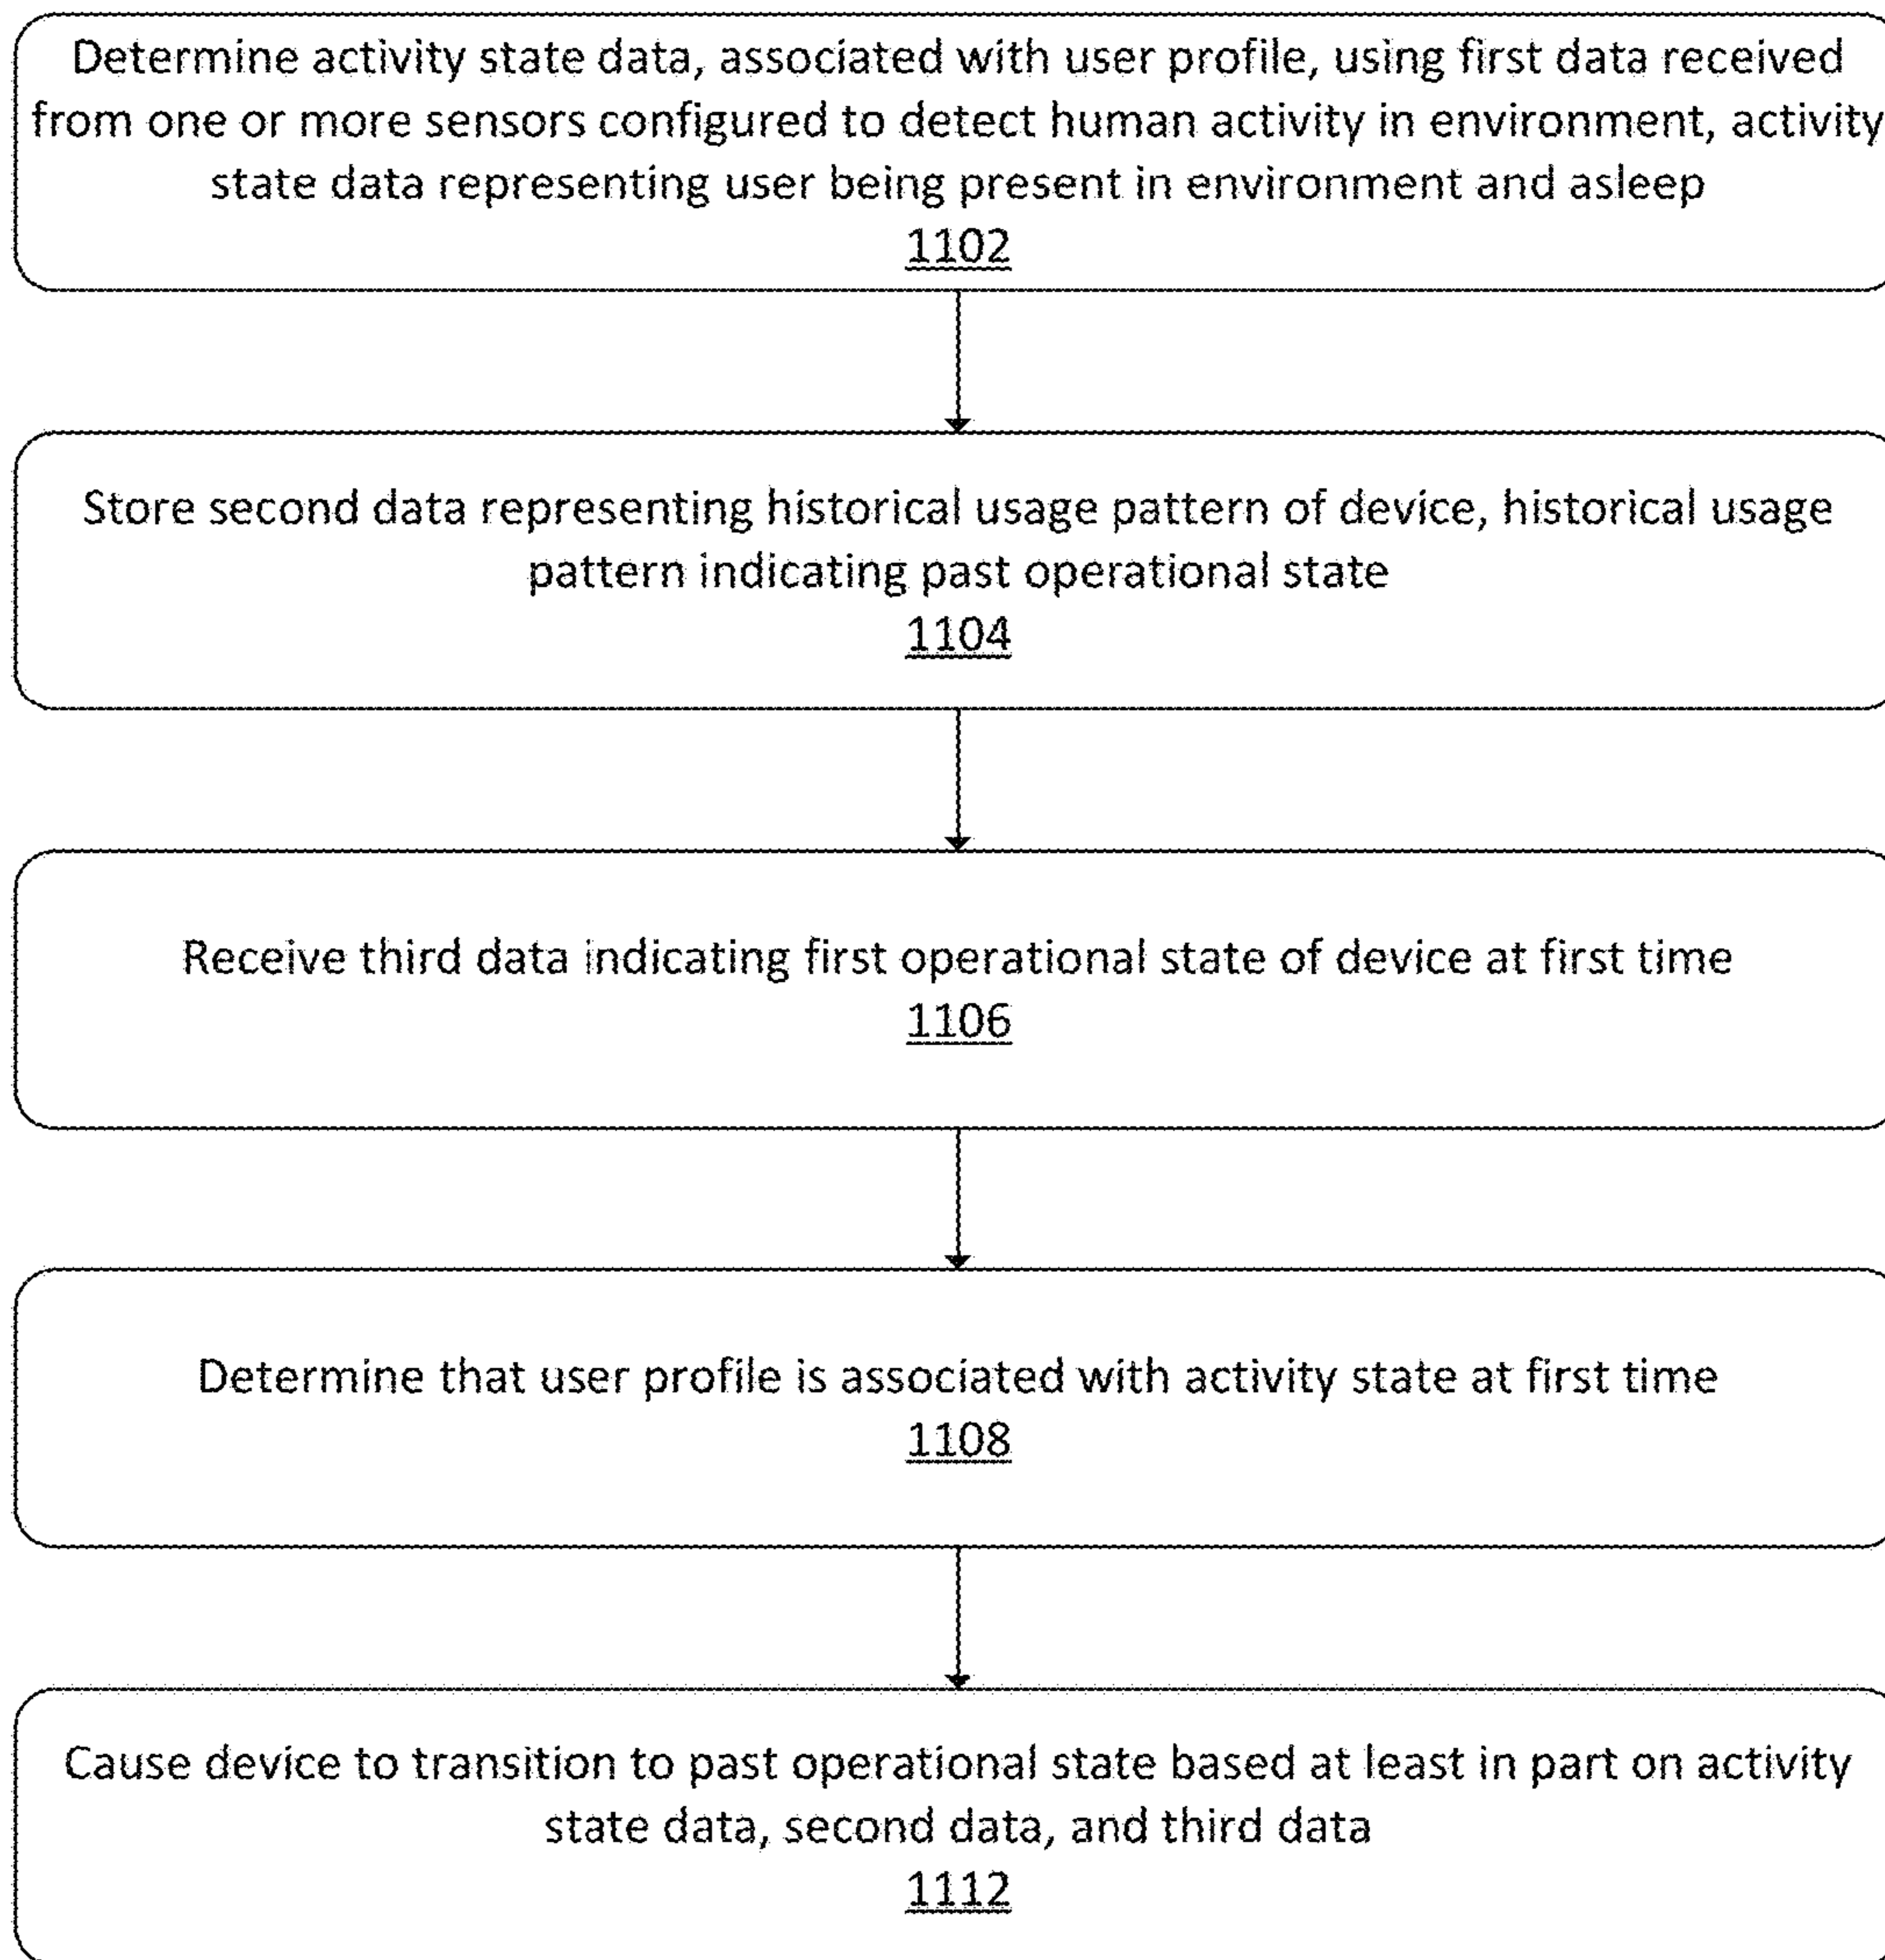 Determine activity state data, associated with user profile, using first data received
from one or more sensors configured to detect human activity in environment, activity
state data representing user being present in environment and asleep
1102
Store second data representing historical usage pattern of device, historical usage
pattern indicating past operational state
1104
Receive third data indicating first operational state of device at first time
1106
Determine that user profile is associated with activity state at first time
1108
Cause device to transition to past operational state based at least in part on activity
state data, second data, and third data
1112